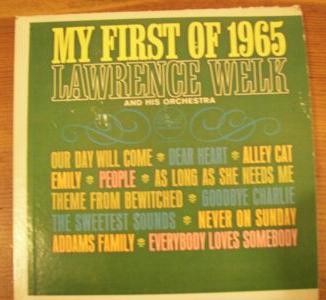 MY FIRST OF 1965
LAWRENCE WELK
AND HIS ORCHESTRA
OUR DAY WILL COME * DEAR HEART * ALLEY CAT
EMILY * PEOPLE * AS LONG AS SHE NEEDS ME
THEME FROM BEWITCHED * GOODBYE CHARLIE
THE SWEETEST SOUNDS * NEVER ON SUNDAY
ADDAMS FAMILY * EVERYBODY LOVES SOMEBODY